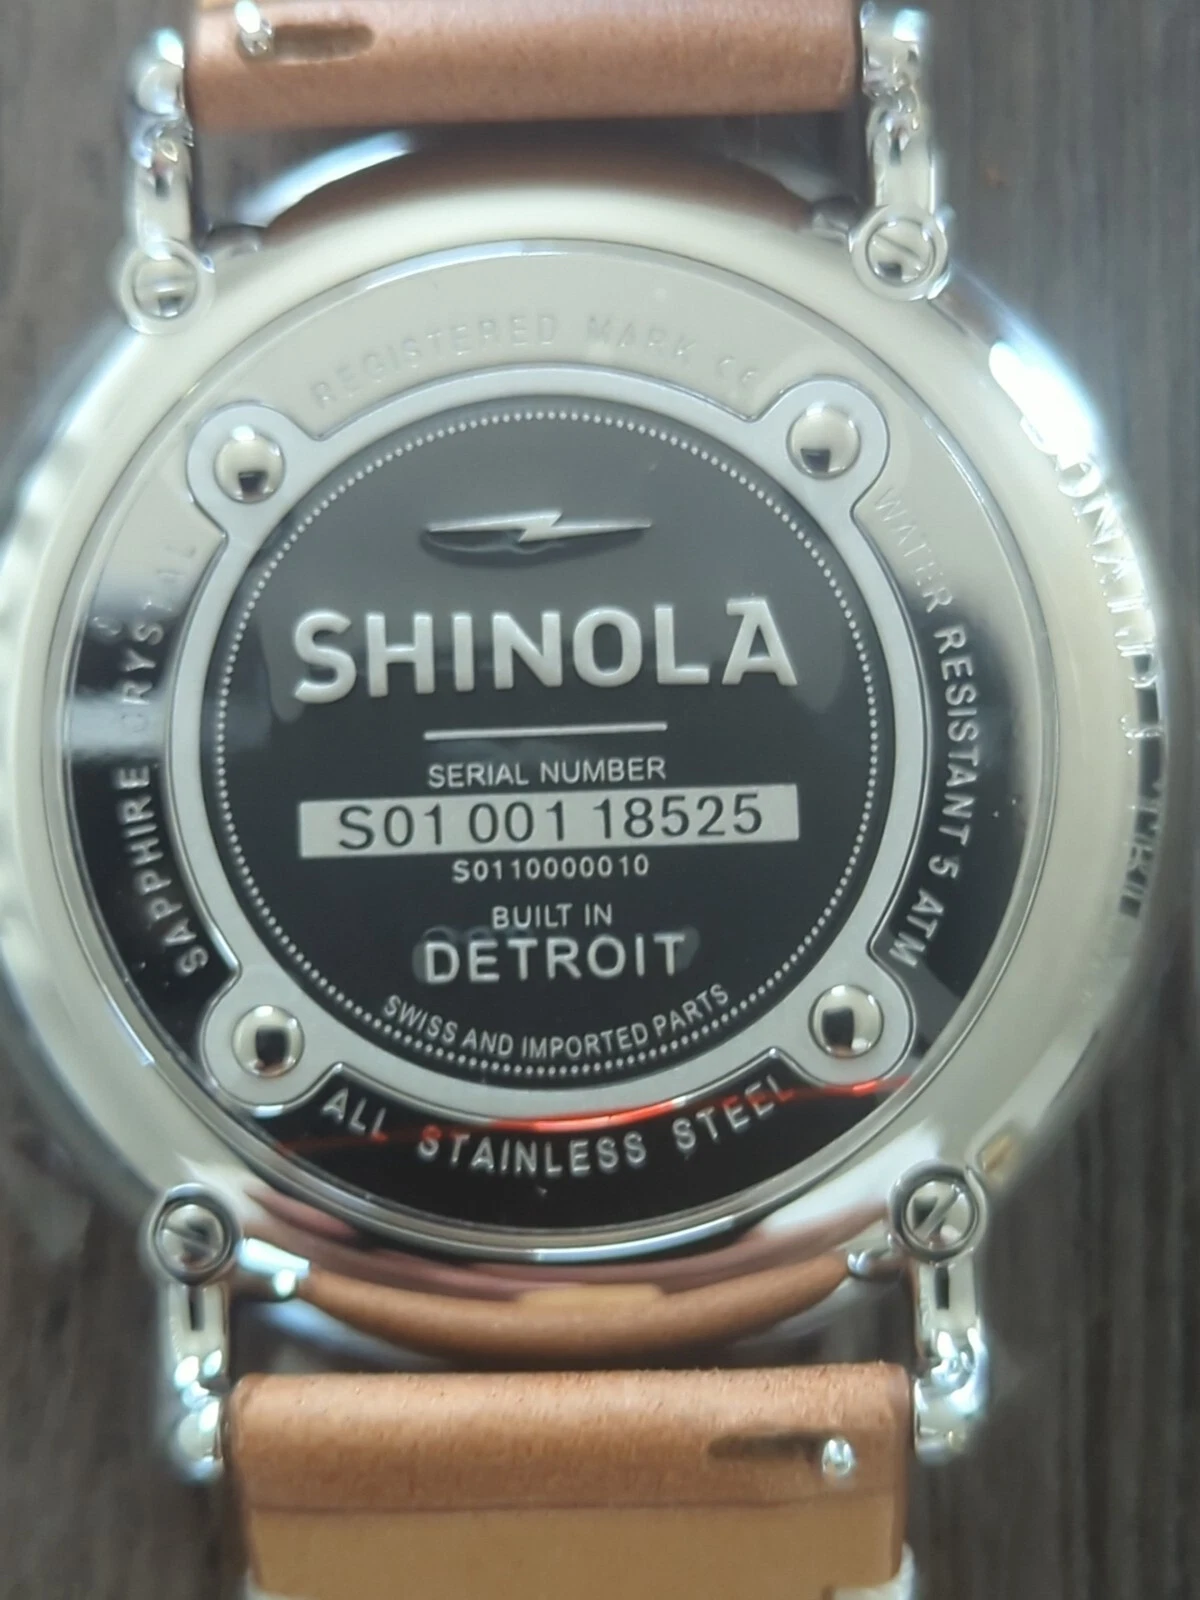 REGISTERED MARK CE
SHINOLA
SERIAL NUMBER
S01 001 18525
S0110000010
BUILT IN
DETROIT
SWISS AND IMPORTED PARTS
WATER RESISTANT 5 ATM
ALL STAINLESS STEEL
SAPPHIRE CRYSTAL